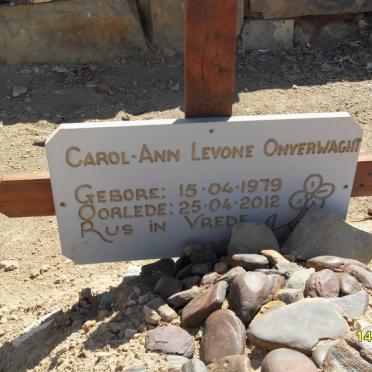 CAROL-ANN LEVONE ONVERWAGHT
GEBORE: 15·04·1979
OORLEDE: 25·04·2012
RUS IN VREDE